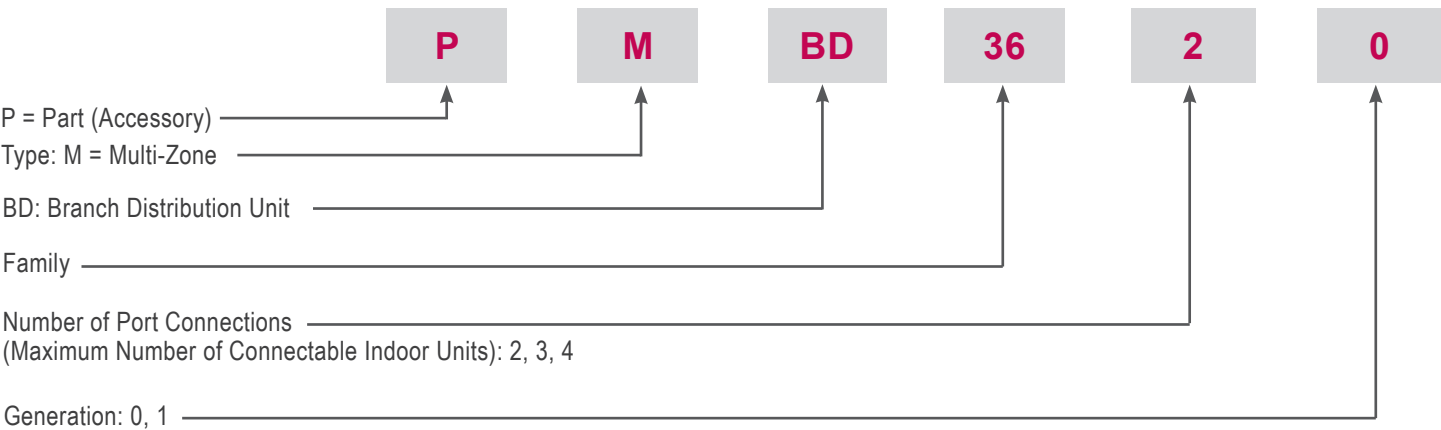 P M BD 36 2 0
P = Part (Accessory)
Type: M = Multi-Zone
BD: Branch Distribution Unit
Family
Number of Port Connections
(Maximum Number of Connectable Indoor Units): 2, 3, 4
Generation: 0, 1